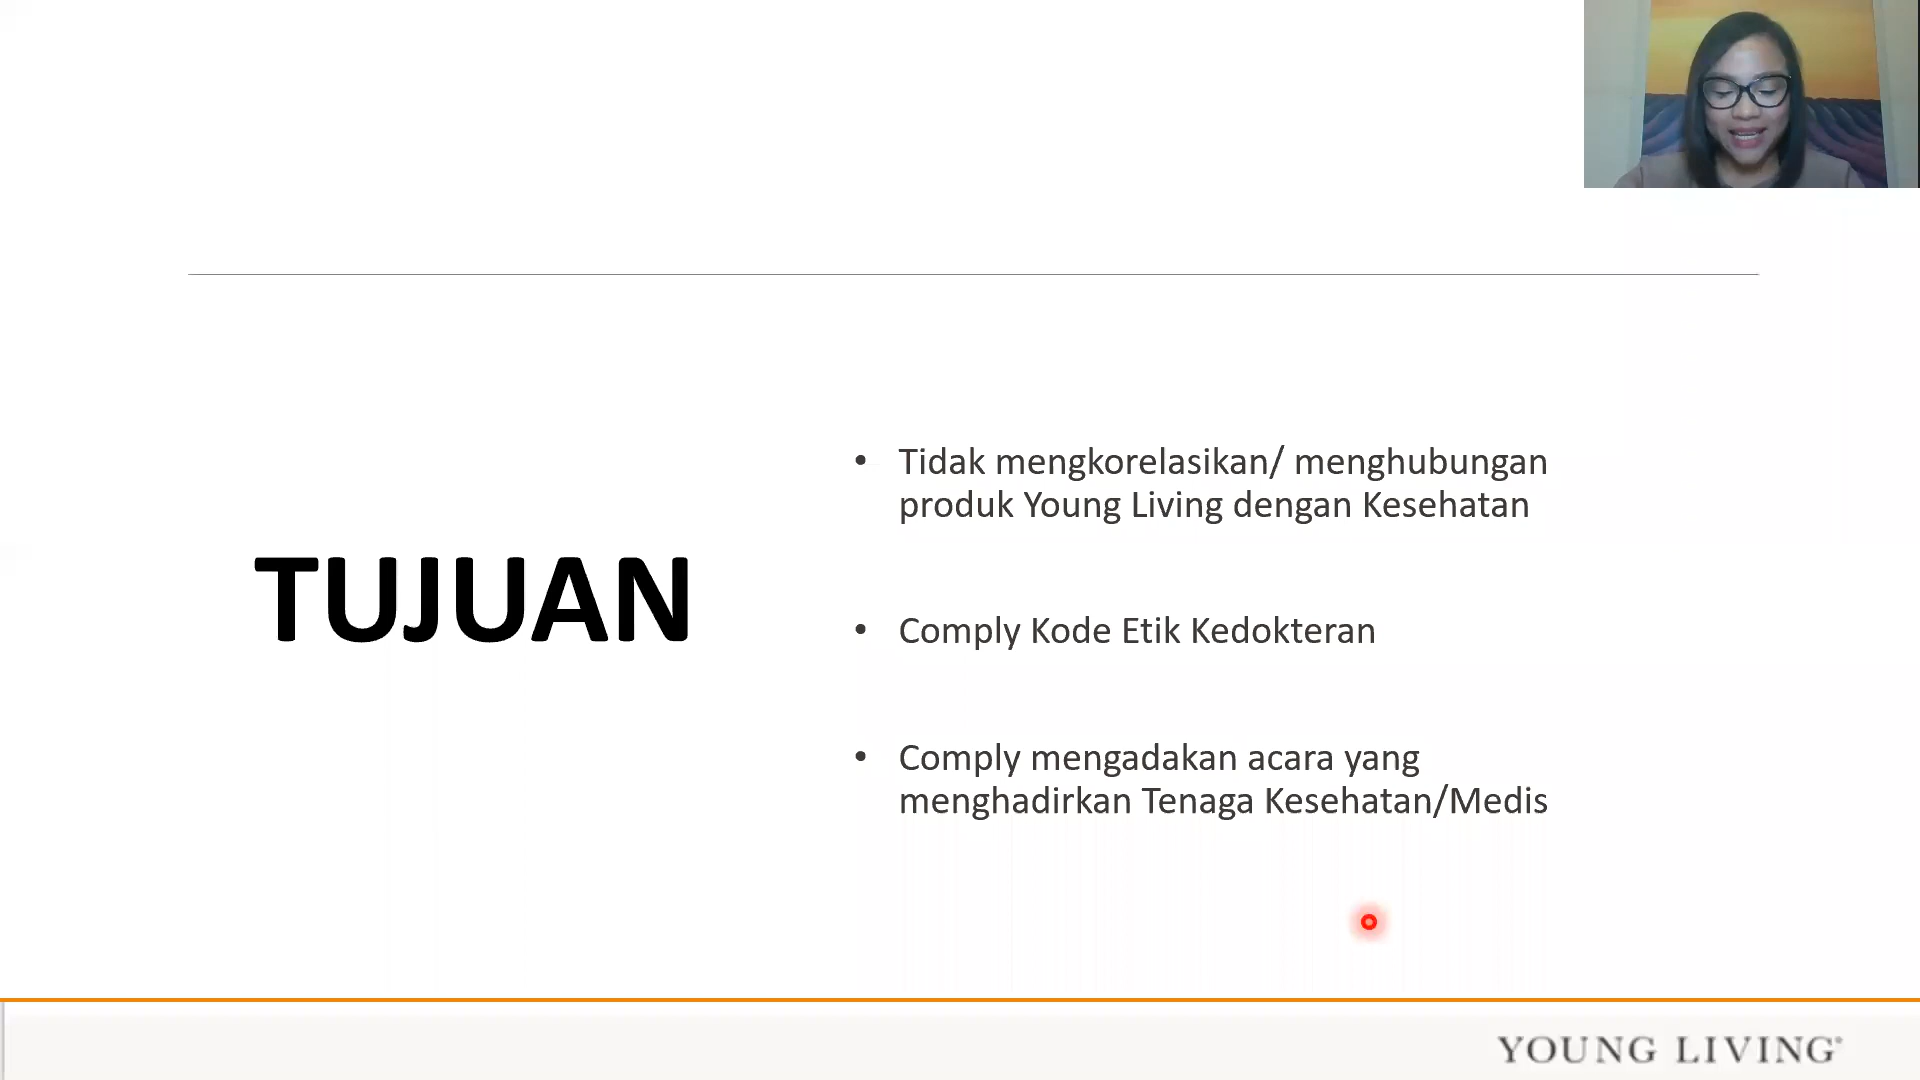 TUJUAN
• Tidak mengkorelasikan/ menghubungan
produk Young Living dengan Kesehatan
• Comply Kode Etik Kedokteran
• Comply mengadakan acara yang
menghadirkan Tenaga Kesehatan/Medis
YOUNG LIVING®